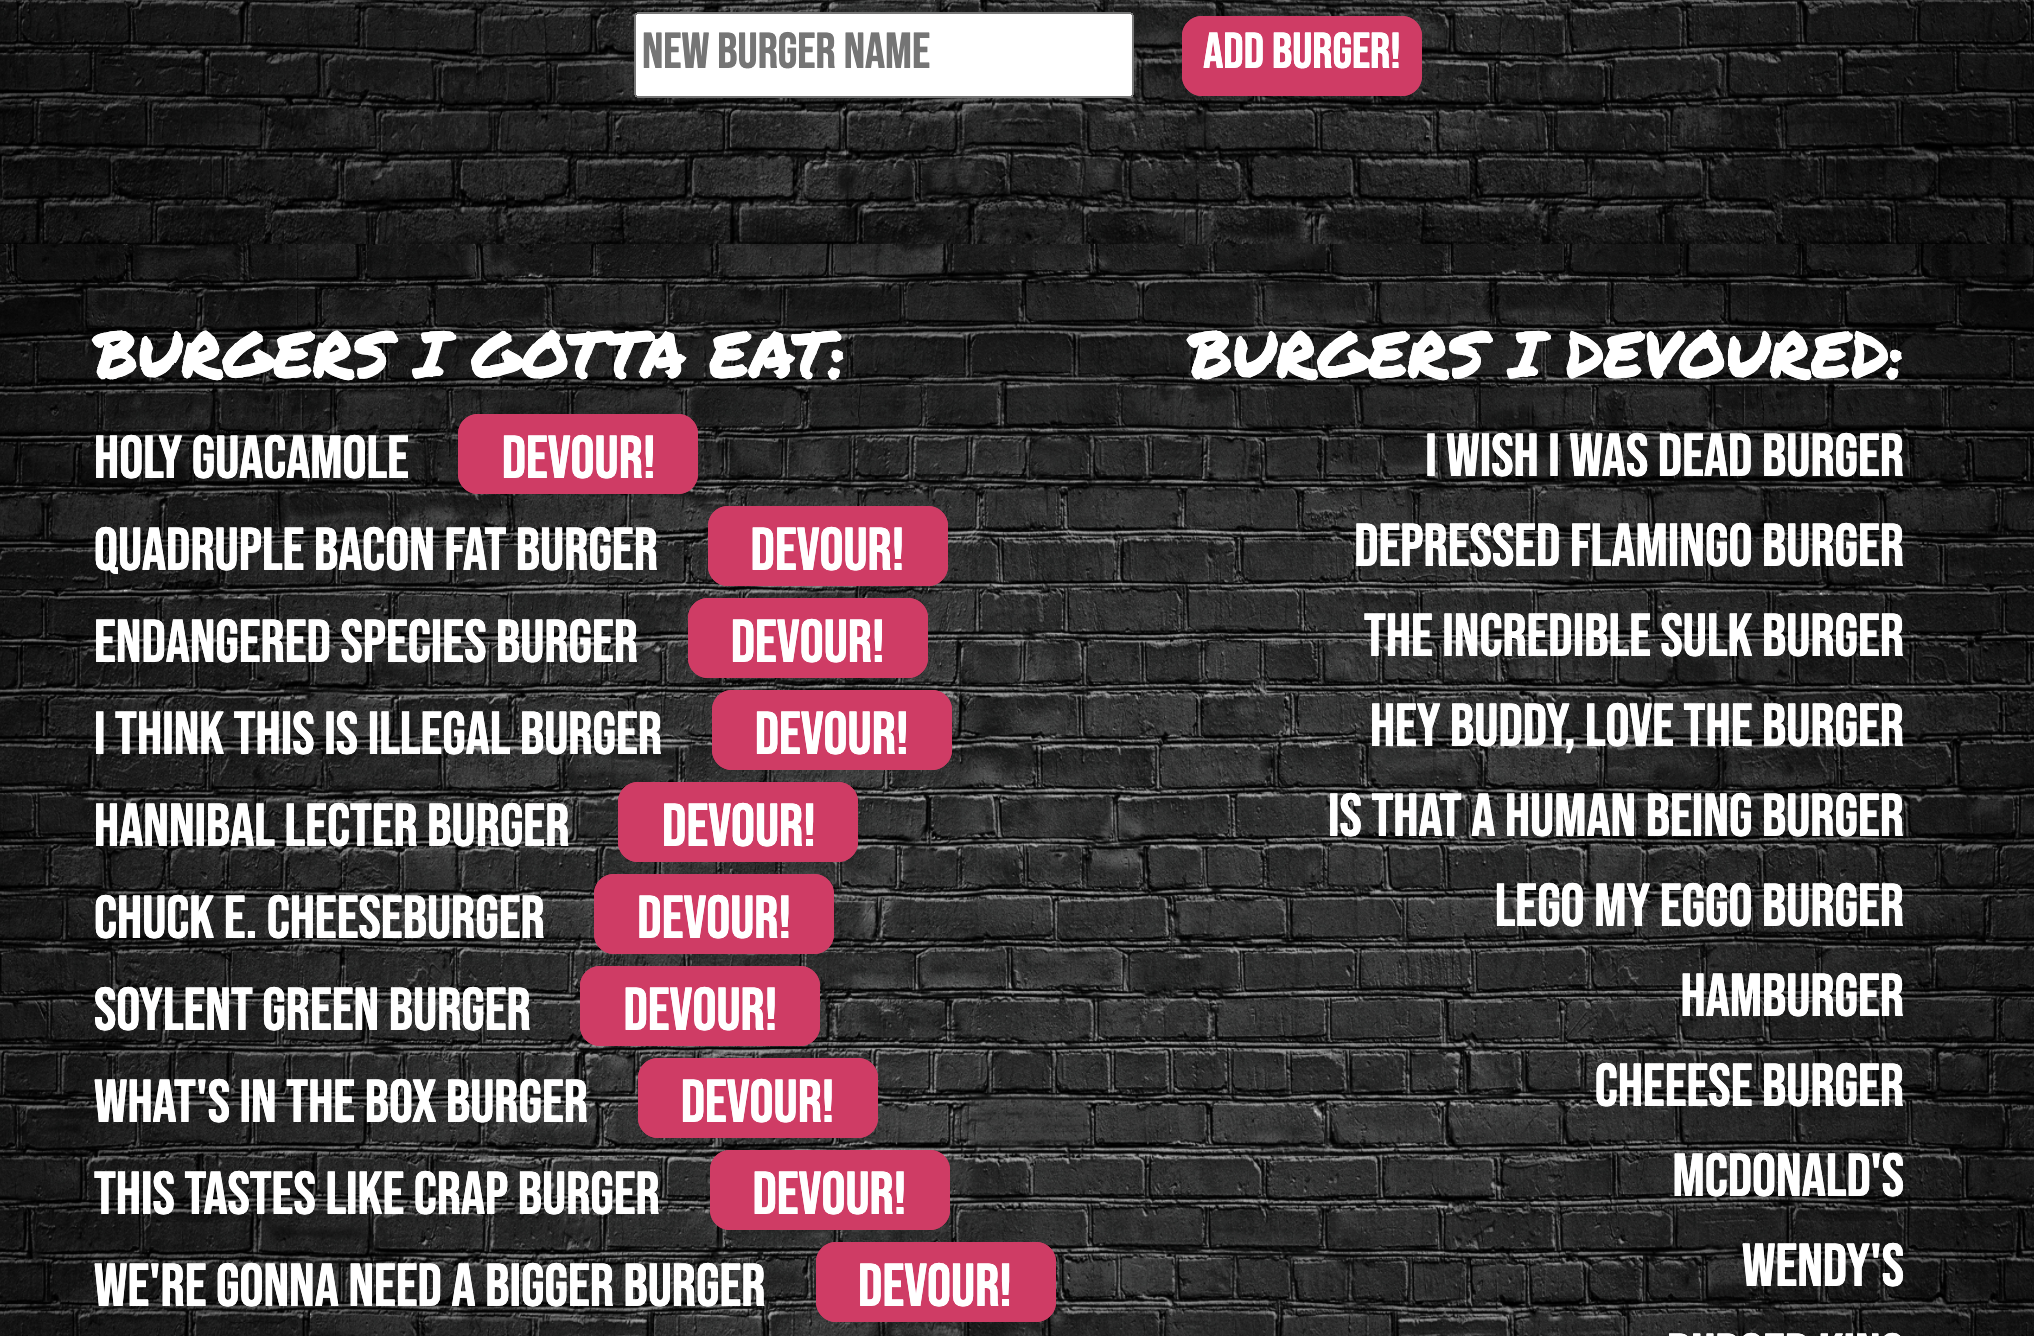 NEW BURGER NAME
ADD BURGER!
BURGERS I GOTTA EAT:
HOLY GUACAMOLE DEVOUR!
QUADRUPLE BACON FAT BURGER DEVOUR!
ENDANGERED SPECIES BURGER DEVOUR!
I THINK THIS IS ILLEGAL BURGER DEVOUR!
HANNIBAL LECTER BURGER DEVOUR!
CHUCK E. CHEESEBURGER DEVOUR!
SOYLENT GREEN BURGER DEVOUR!
WHAT'S IN THE BOX BURGER DEVOUR!
THIS TASTES LIKE CRAP BURGER DEVOUR!
WE'RE GONNA NEED A BIGGER BURGER DEVOUR!
BURGERS I DEVOURED:
I WISH I WAS DEAD BURGER
DEPRESSED FLAMINGO BURGER
THE INCREDIBLE SULK BURGER
HEY BUDDY, LOVE THE BURGER
IS THAT A HUMAN BEING BURGER
LEGO MY EGGO BURGER
HAMBURGER
CHEEESE BURGER
MCDONALD'S
WENDY'S